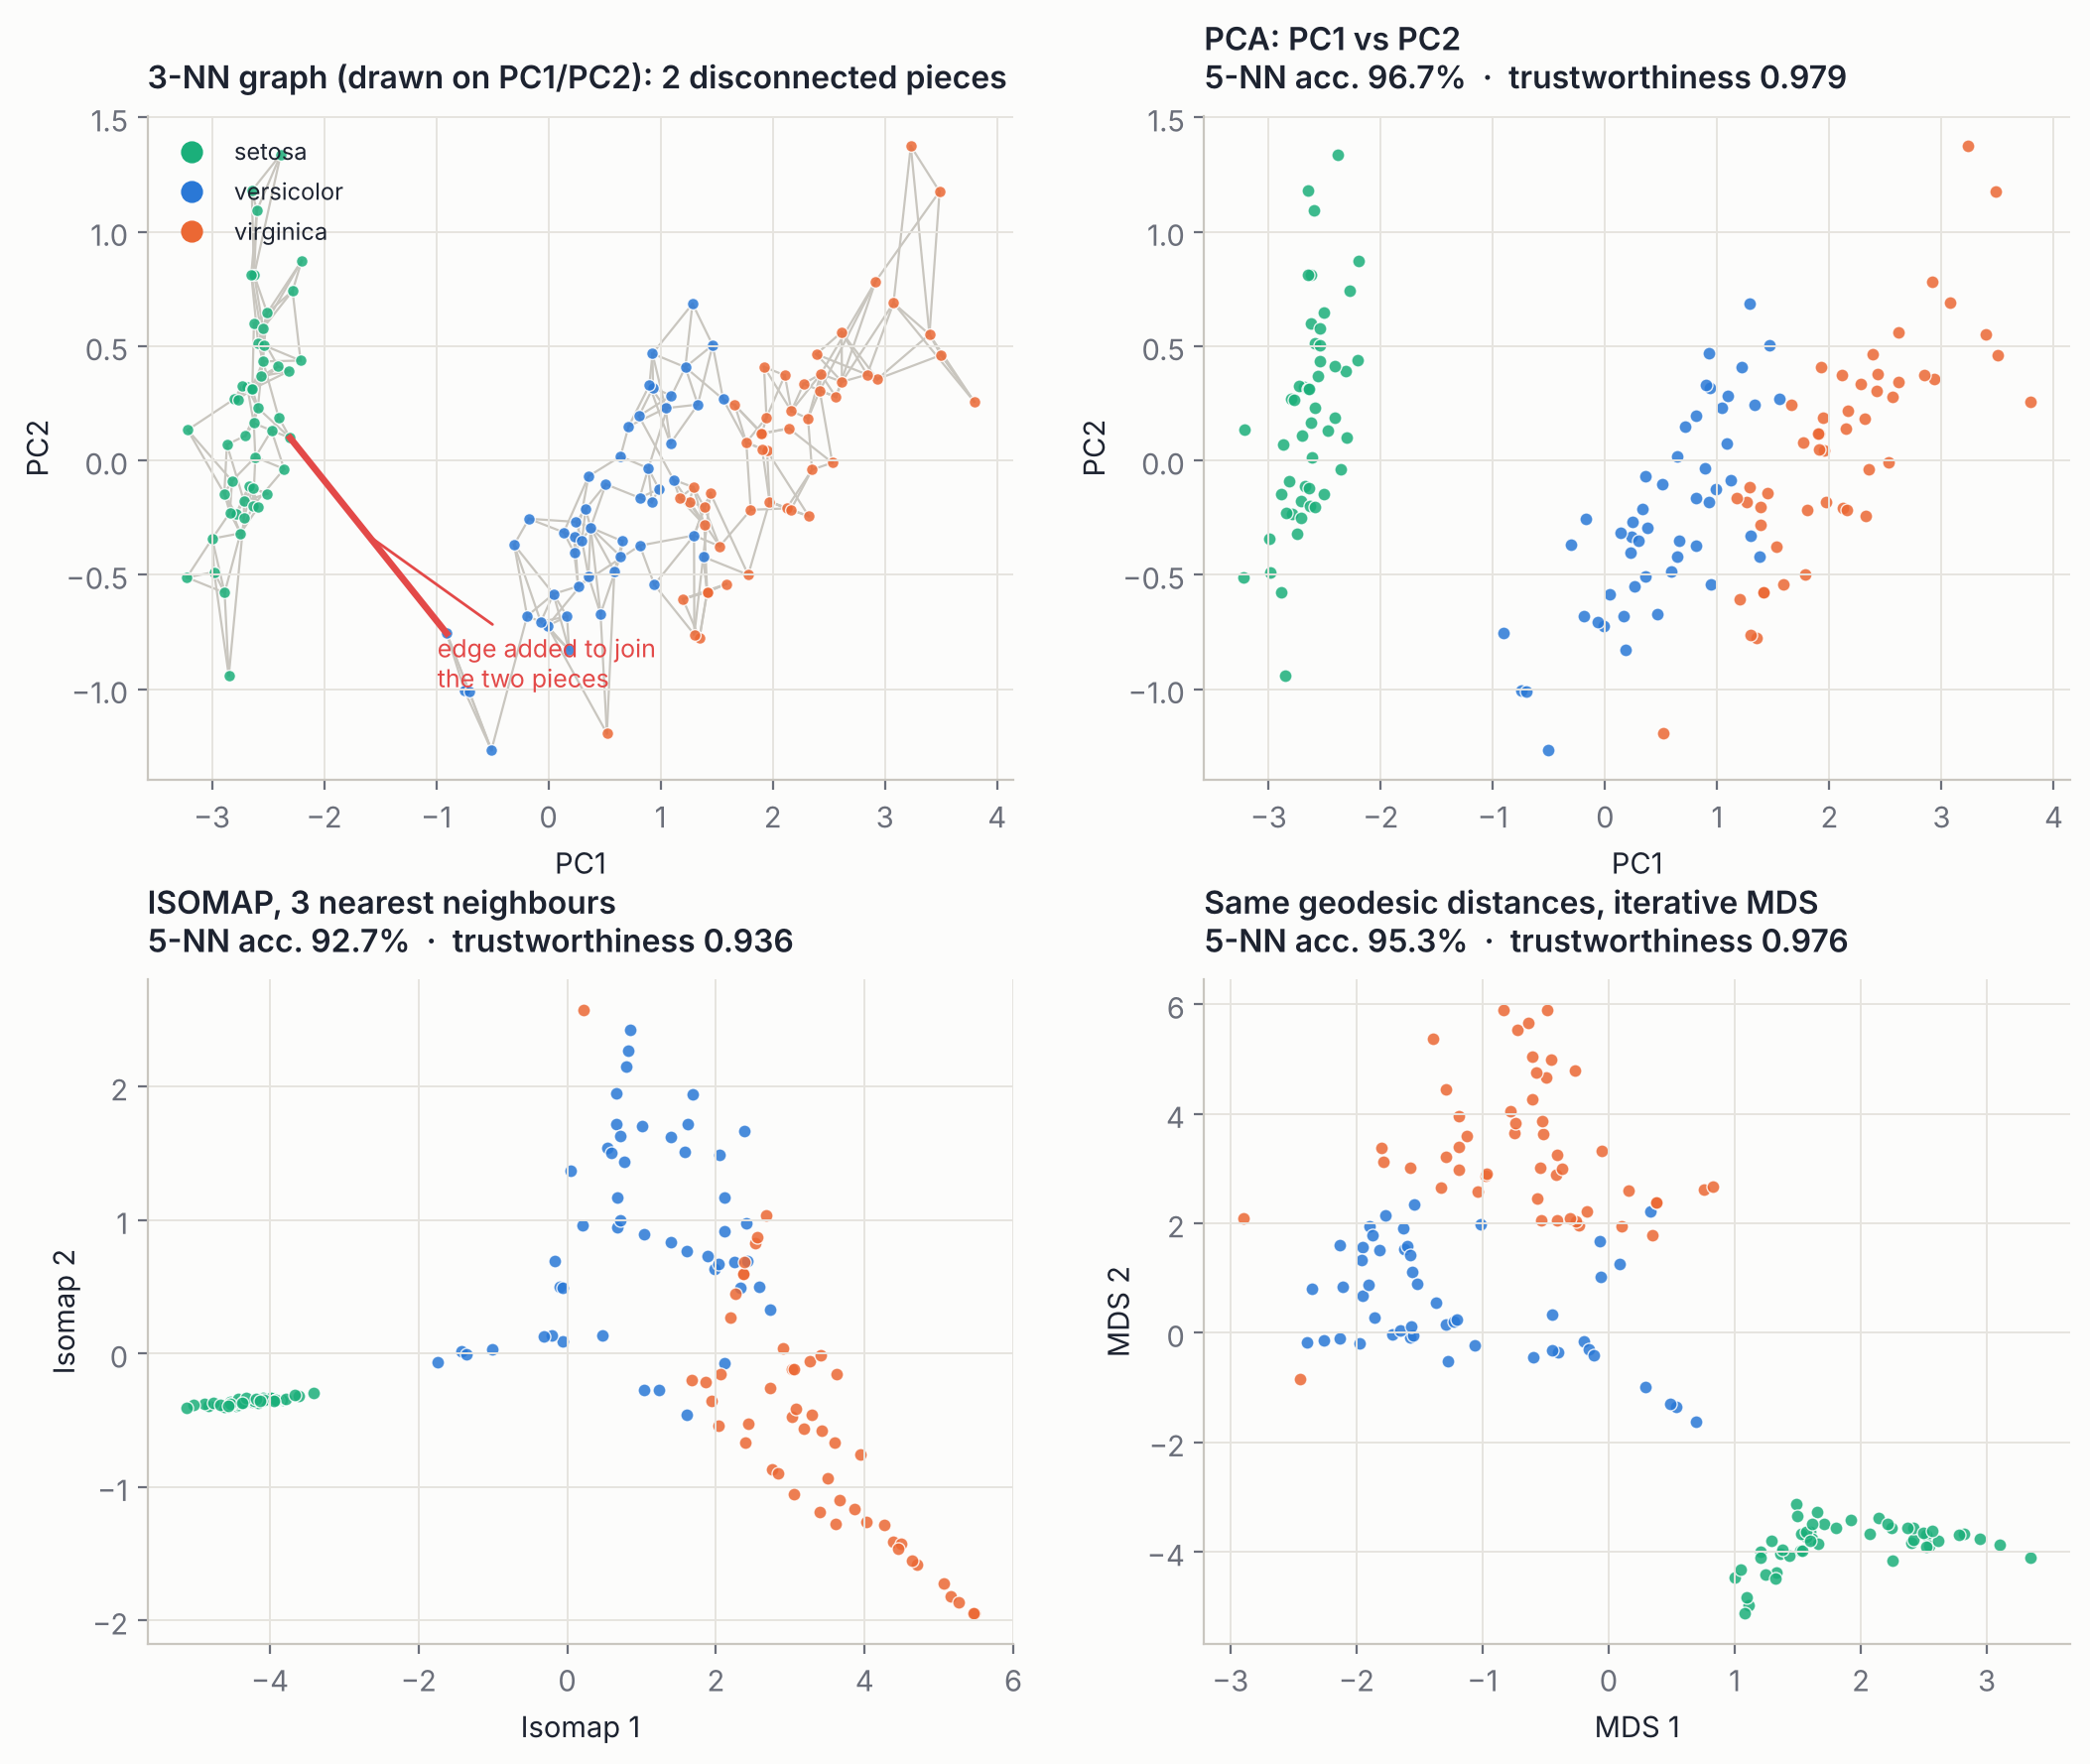 3-NN graph (drawn on PC1/PC2): 2 disconnected pieces
1.5
1.0
0.5
0.0
−0.5
−1.0
PC2
setosa
versicolor
virginica
edge added to join
the two pieces
−3
−2
−1
0
1
2
3
4
PC1
PCA: PC1 vs PC2
5-NN acc. 96.7% · trustworthiness 0.979
1.5
1.0
0.5
0.0
−0.5
−1.0
PC2
−3
−2
−1
0
1
2
3
4
PC1
ISOMAP, 3 nearest neighbours
5-NN acc. 92.7% · trustworthiness 0.936
2
1
0
−1
−2
Isomap 2
−4
−2
0
2
4
6
Isomap 1
Same geodesic distances, iterative MDS
5-NN acc. 95.3% · trustworthiness 0.976
6
4
2
0
−2
−4
MDS 2
−3
−2
−1
0
1
2
3
MDS 1